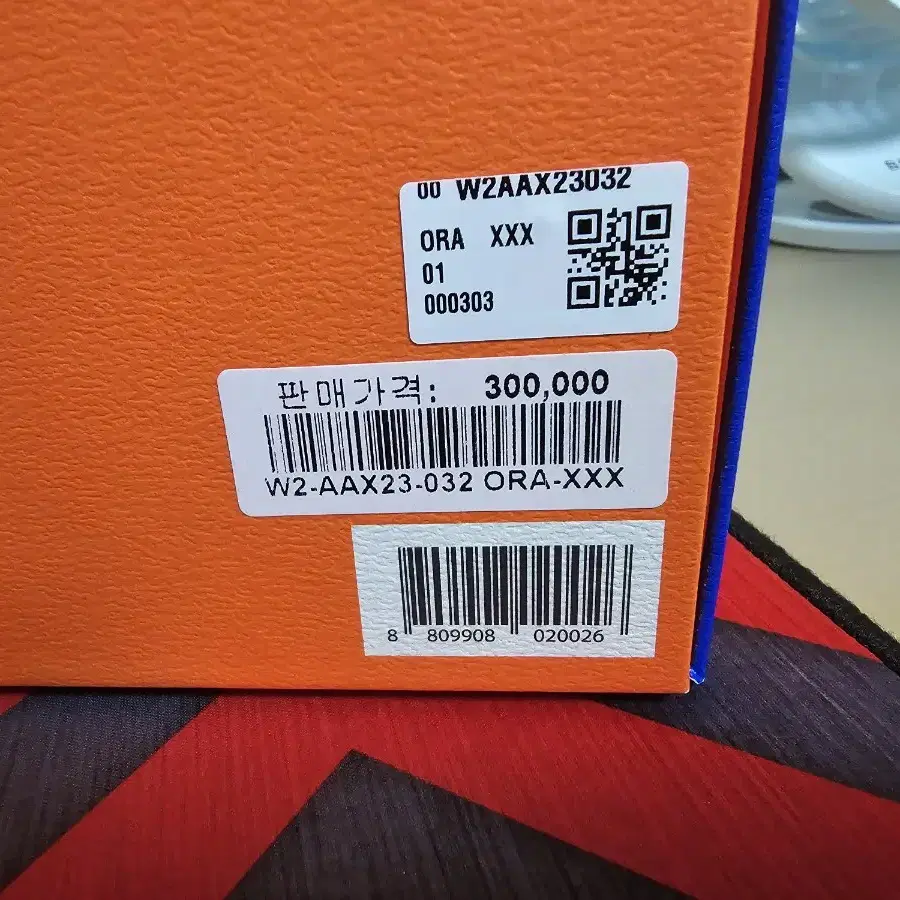 00 W2AAX23032
ORA XXX
01
000303
판매가격: 300,000
W2-AAX23-032 ORA-XXX
8 809908 020026